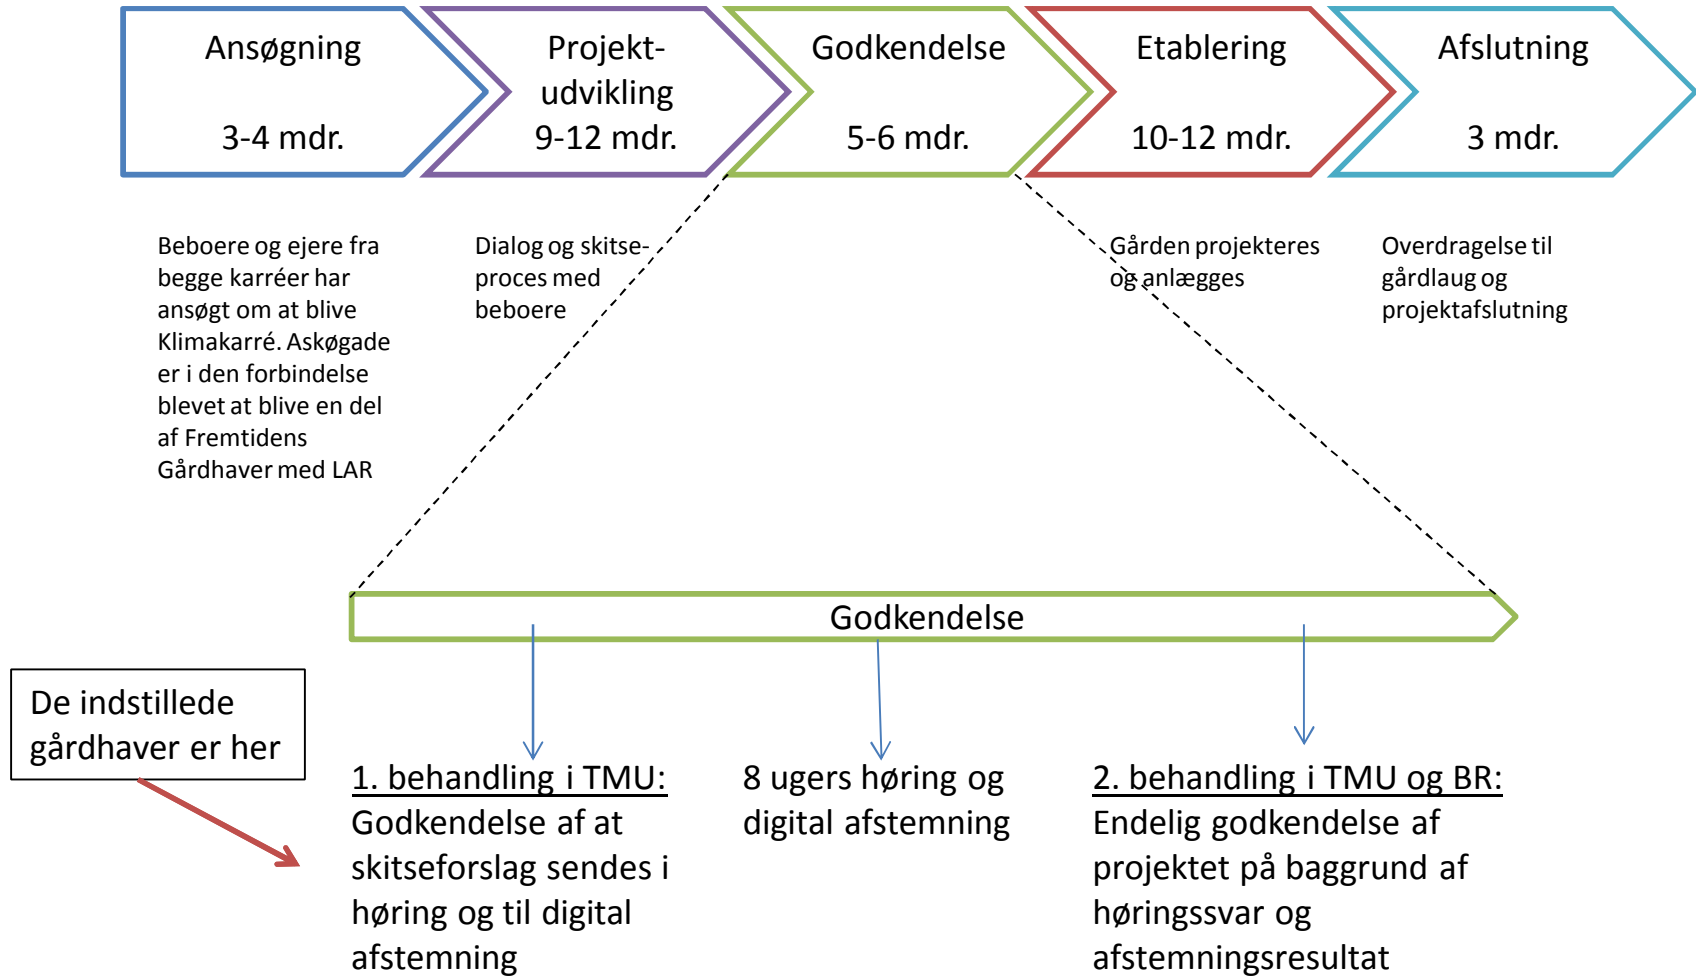 Ansøgning
3-4 mdr.
Projekt-
udvikling
9-12 mdr.
Godkendelse
5-6 mdr.
Etablering
10-12 mdr.
Afslutning
3 mdr.
Beboere og ejere fra
begge karréer har
ansøgt om at blive
Klimakarré. Askøgade
er i den forbindelse
blevet at blive en del
af Fremtidens
Gårdhaver med LAR
Dialog og skitse-
proces med
beboere
Gården projekteres
og anlægges
Overdragelse til
gårdlaug og
projektafslutning
Godkendelse
De indstillede
gårdhaver er her
1. behandling i TMU:
Godkendelse af at
skitseforslag sendes i
høring og til digital
afstemning
8 ugers høring og
digital afstemning
2. behandling i TMU og BR:
Endelig godkendelse af
projektet på baggrund af
høringssvar og
afstemningsresultat